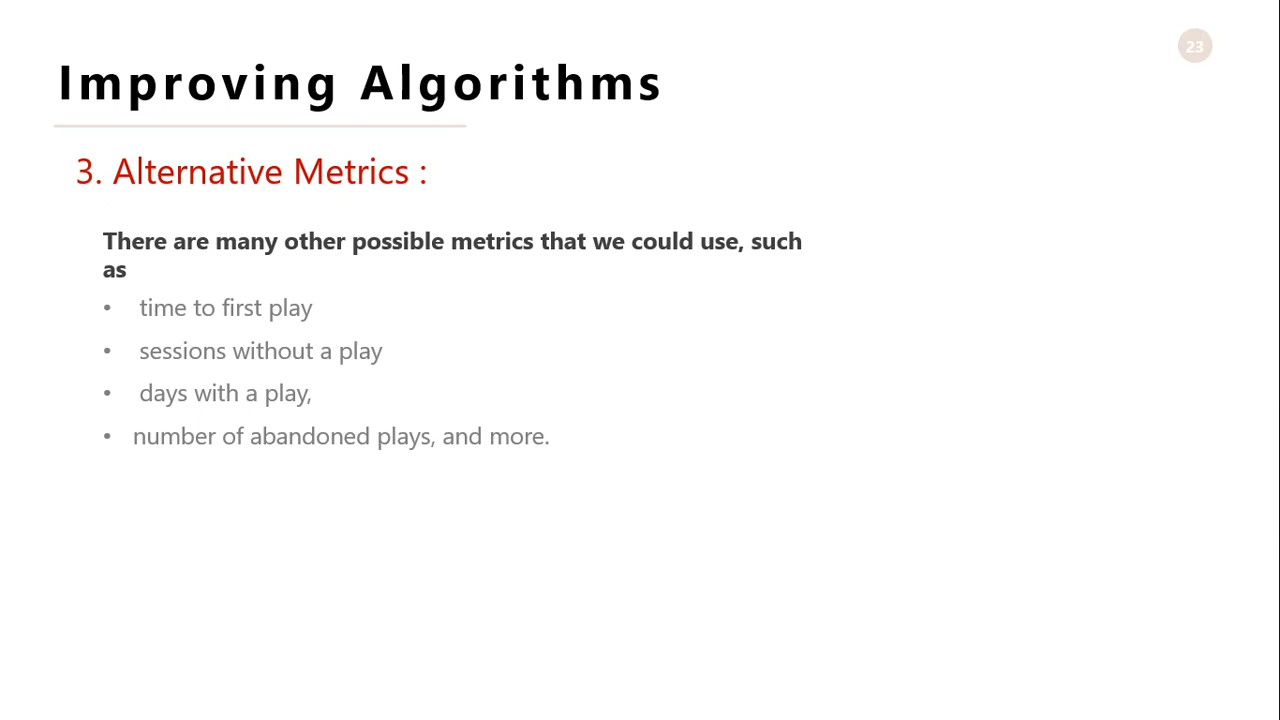 23
Improving Algorithms
3. Alternative Metrics :
There are many other possible metrics that we could use, such
as
• time to first play
• sessions without a play
• days with a play,
• number of abandoned plays, and more.